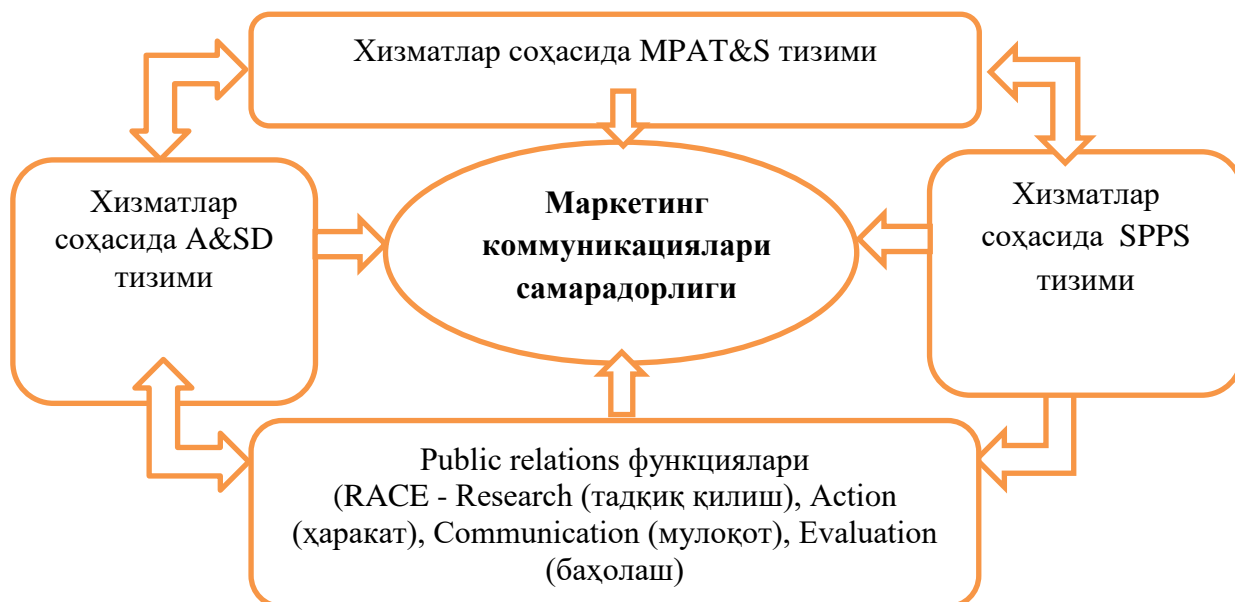 Хизматлар соҳасида MPAT&S тизими
Хизматлар
соҳасида A&SD
тизими
Маркетинг
коммуникациялари
самарадорлиги
Хизматлар
соҳасида SPPS
тизими
Public relations функциялари
(RACE - Research (тадқиқ қилиш), Action
(ҳаракат), Communication (мулоқот), Evaluation
(баҳолаш)